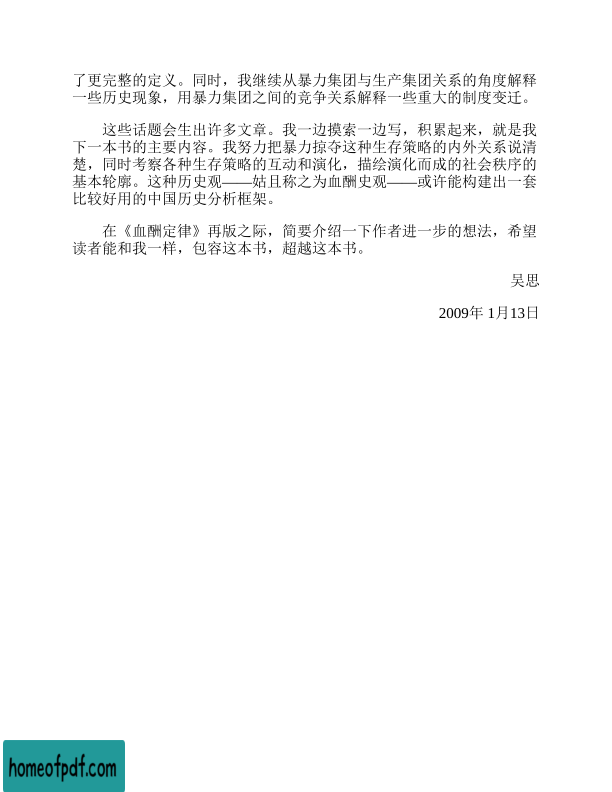 了更完整的定义。同时，我继续从暴力集团与生产集团关系的角度解释
一些历史现象，用暴力集团之间的竞争关系解释一些重大的制度变迁。
这些话题会生出许多文章。我一边摸索一边写，积累起来，就是我
下一本书的主要内容。我努力把暴力掠夺这种生存策略的内外关系说清
楚，同时考察各种生存策略的互动和演化，描绘演化而成的社会秩序的
基本轮廓。这种历史观——姑且称之为血酬史观——或许能构建出一套
比较好用的中国历史分析框架。
在《血酬定律》再版之际，简要介绍一下作者进一步的想法，希望
读者能和我一样，包容这本书，超越这本书。
吴思
2009年 1月13日
homeofpdf.com